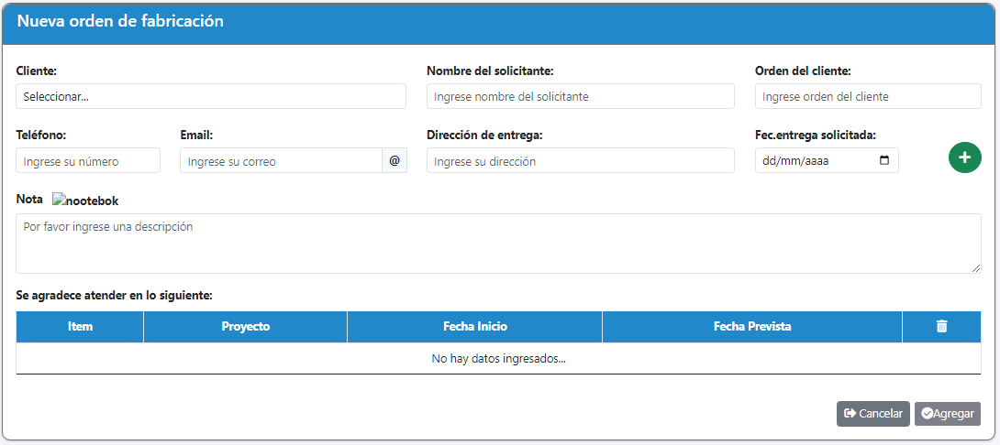 Nueva orden de fabricación
Cliente: Nombre del solicitante: Orden del cliente:
Seleccionar... Ingrese nombre del solicitante Ingrese orden del cliente
Teléfono: Email: Dirección de entrega: Fec.entrega solicitada:
Ingrese su número Ingrese su correo @ Ingrese su dirección dd/mm/aaaa
Nota nootebok
Por favor ingrese una descripción
Se agradece atender en lo siguiente:
Item Proyecto Fecha Inicio Fecha Prevista
No hay datos ingresados...
Cancelar Agregar